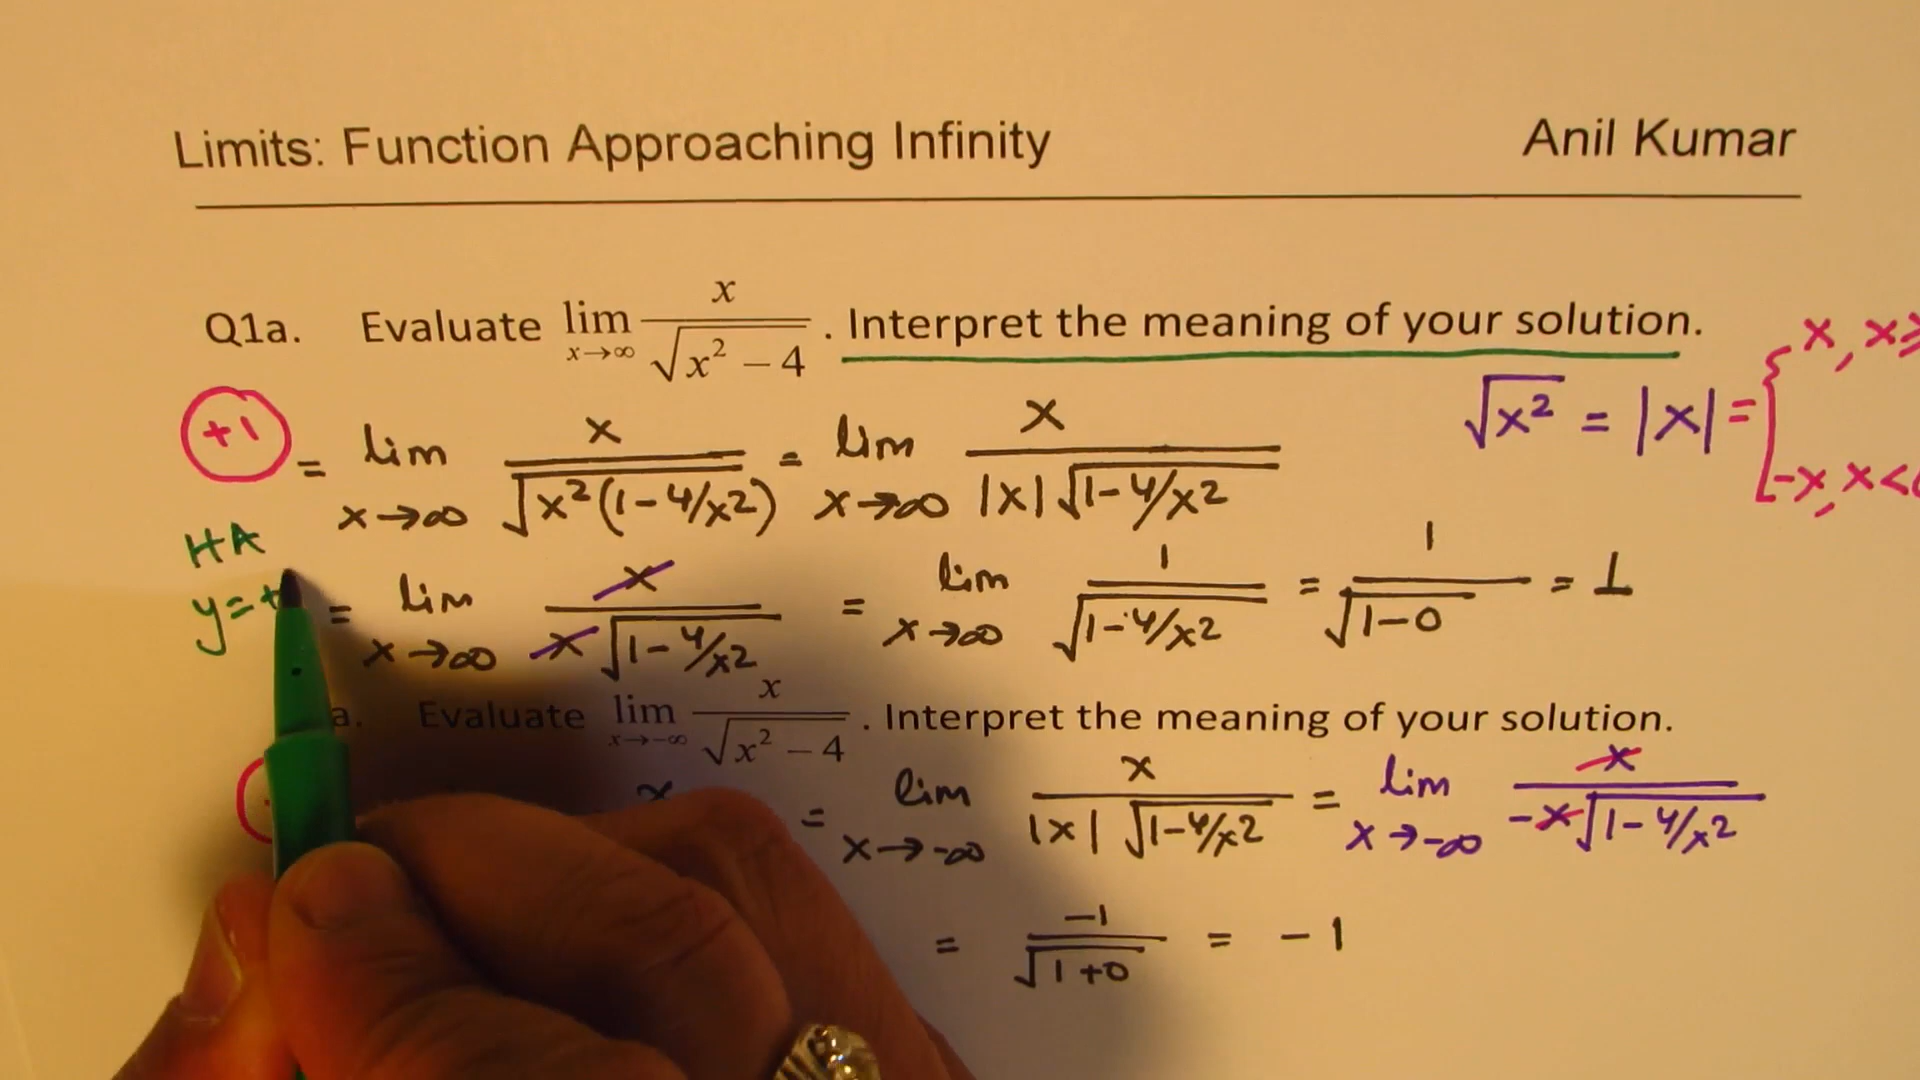 Limits: Function Approaching Infinity Anil Kumar
Q1a. Evaluate lim x→∞ x/√(x² − 4) . Interpret the meaning of your solution.
√x² = |x| = { x, x≥
-x, x<
+1
= lim x→∞ x/√(x²(1-4/x²)) = lim x→∞ x/(|x|√(1-4/x²))
HA
y=+
= lim x→∞ x/(x√(1-4/x²)) = lim x→∞ 1/√(1-4/x²) = 1/√(1-0) = 1
a. Evaluate lim x→−∞ x/√(x² − 4) . Interpret the meaning of your solution.
x = lim x→-∞ x/(|x|√(1-4/x²)) = lim x→-∞ x/(-x√(1-4/x²))
= -1/√(1+0) = -1